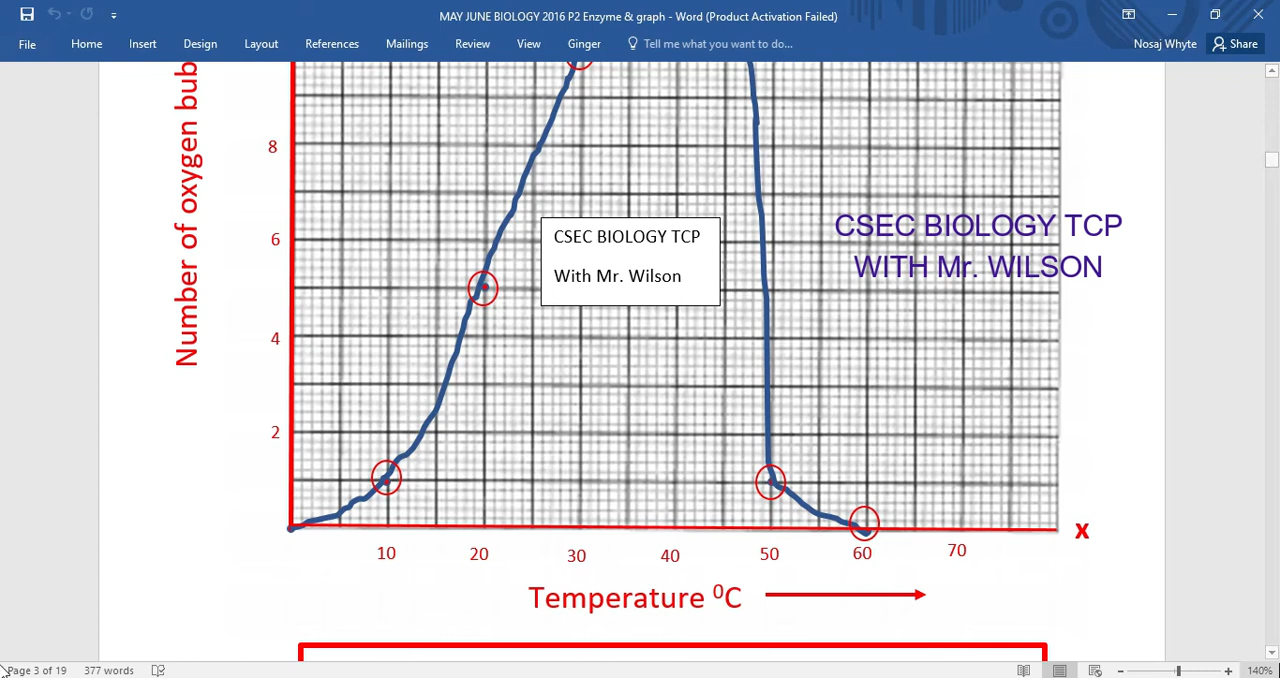 MAY JUNE BIOLOGY 2016 P2 Enzyme & graph - Word (Product Activation Failed)
File Home Insert Design Layout References Mailings Review View Ginger Tell me what you want to do... Nosaj Whyte Share
Number of oxygen bub
8
6
4
2
CSEC BIOLOGY TCP
With Mr. Wilson
CSEC BIOLOGY TCP
WITH Mr. WILSON
10 20 30 40 50 60 70
X
Temperature ⁰C
Page 3 of 19 377 words 140%